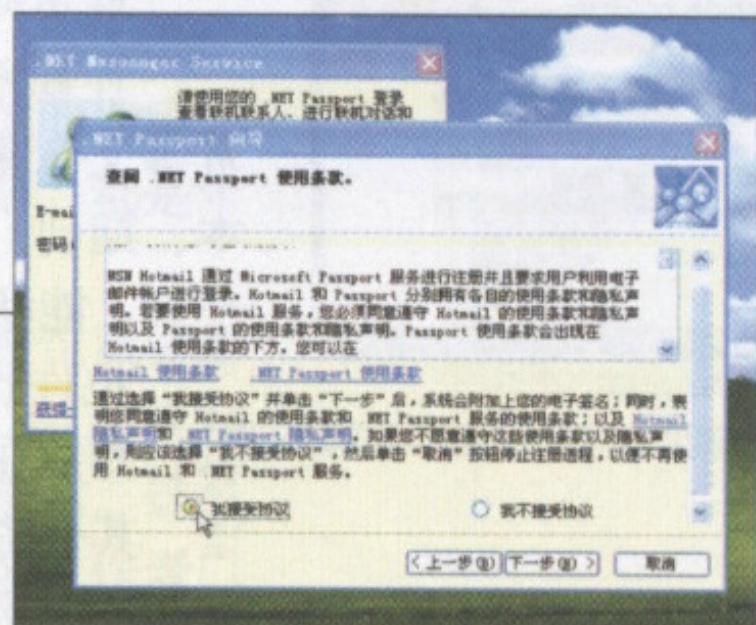 .NET Messenger Service
请使用您的 .NET Passport 登录
查看联机联系人、进行联机对话和
E-mai
密码
.NET Passport 向导
查阅 .NET Passport 使用条款。
MSN Hotmail 通过 Microsoft Passport 服务进行注册并且要求用户利用电子
邮件帐户进行登录。Hotmail 和 Passport 分别拥有各自的使用条款和隐私声
明。若要使用 Hotmail 服务，您必须同意遵守 Hotmail 的使用条款和隐私声
明以及 Passport 的使用条款和隐私声明。Passport 使用条款会出现在
Hotmail 使用条款的下方。您可以在
Hotmail 使用条款 .NET Passport 使用条款
通过选择“我接受协议”并单击“下一步”后，系统会附加上您的电子签名；同时，表
明您同意遵守 Hotmail 的使用条款和 .NET Passport 服务的使用条款；以及 Hotmail
隐私声明和 .NET Passport 隐私声明。如果您不愿意遵守这些使用条款以及隐私声
明，则应该选择“我不接受协议”，然后单击“取消”按钮停止注册进程，以便不再使
用 Hotmail 和 .NET Passport 服务。
我接受协议 我不接受协议
< 上一步(B) 下一步(N) > 取消